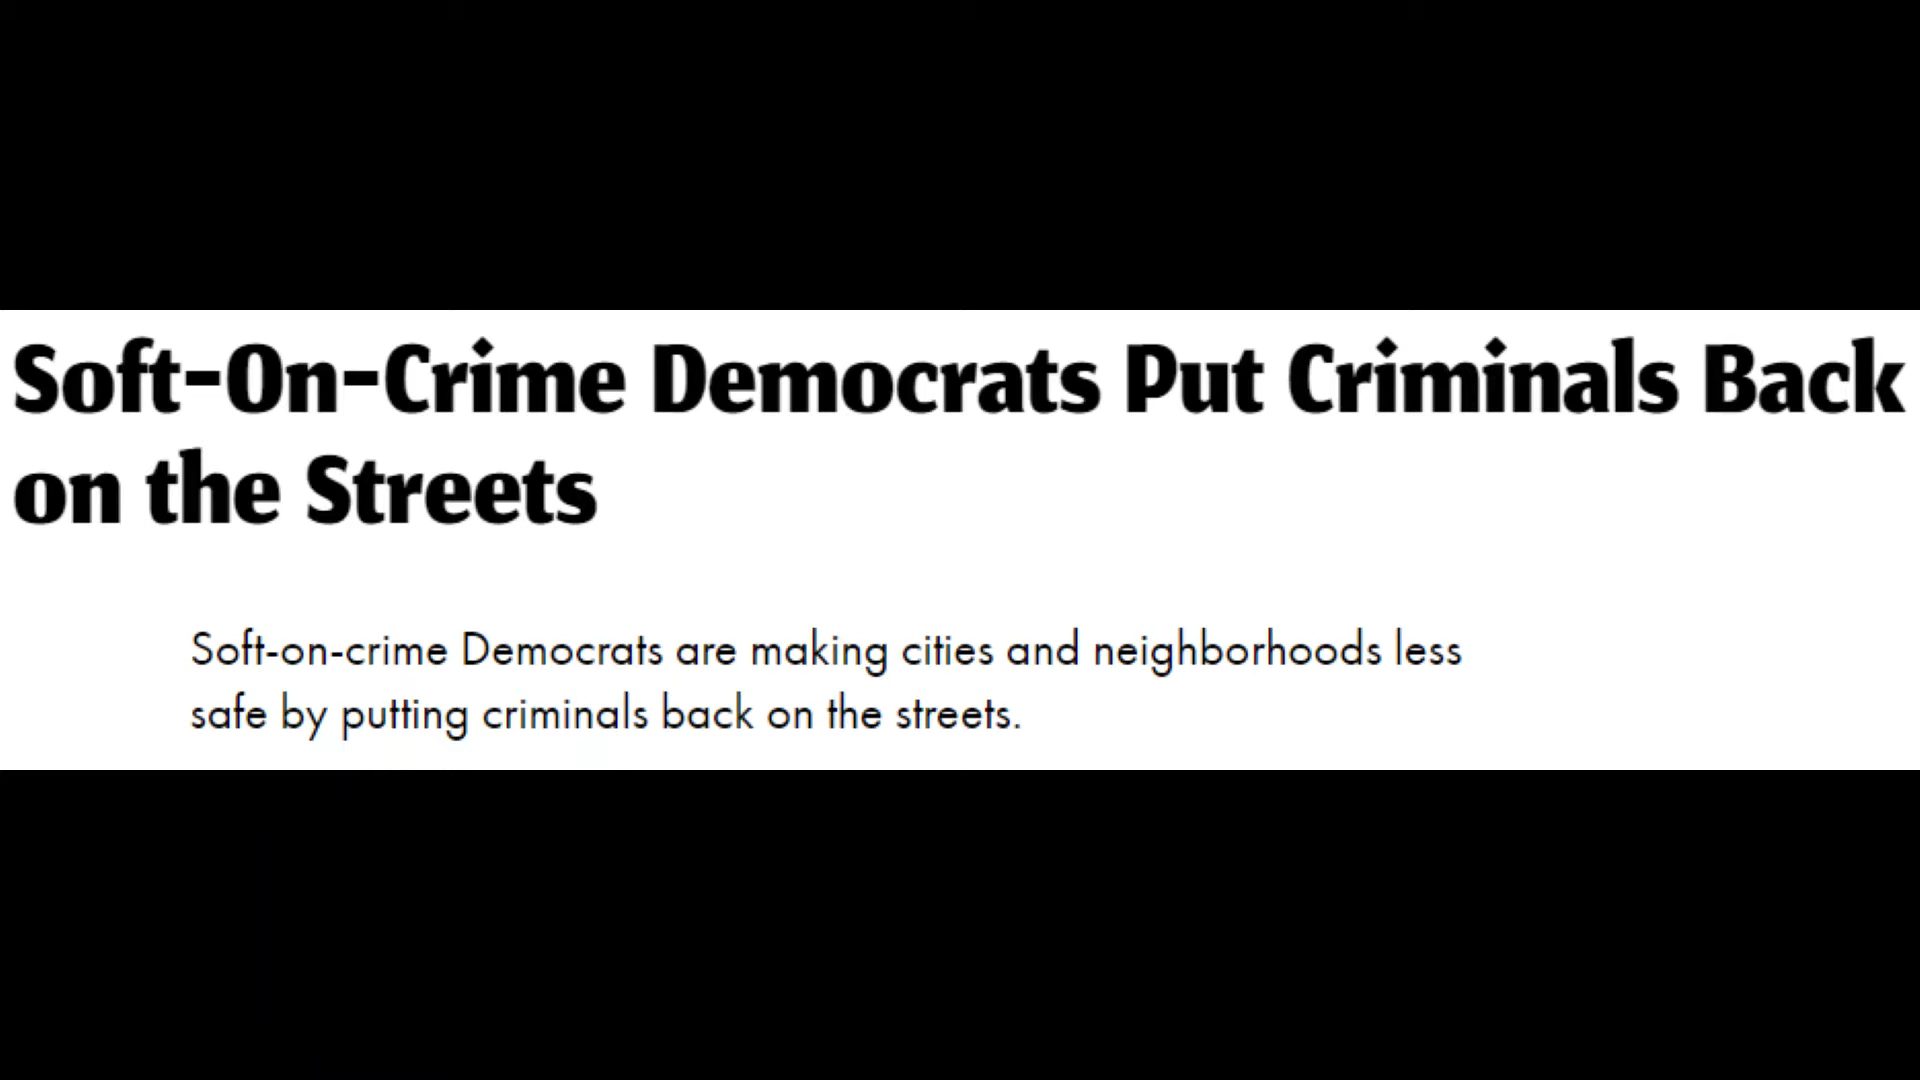 Soft-On-Crime Democrats Put Criminals Back
on the Streets
Soft-on-crime Democrats are making cities and neighborhoods less
safe by putting criminals back on the streets.